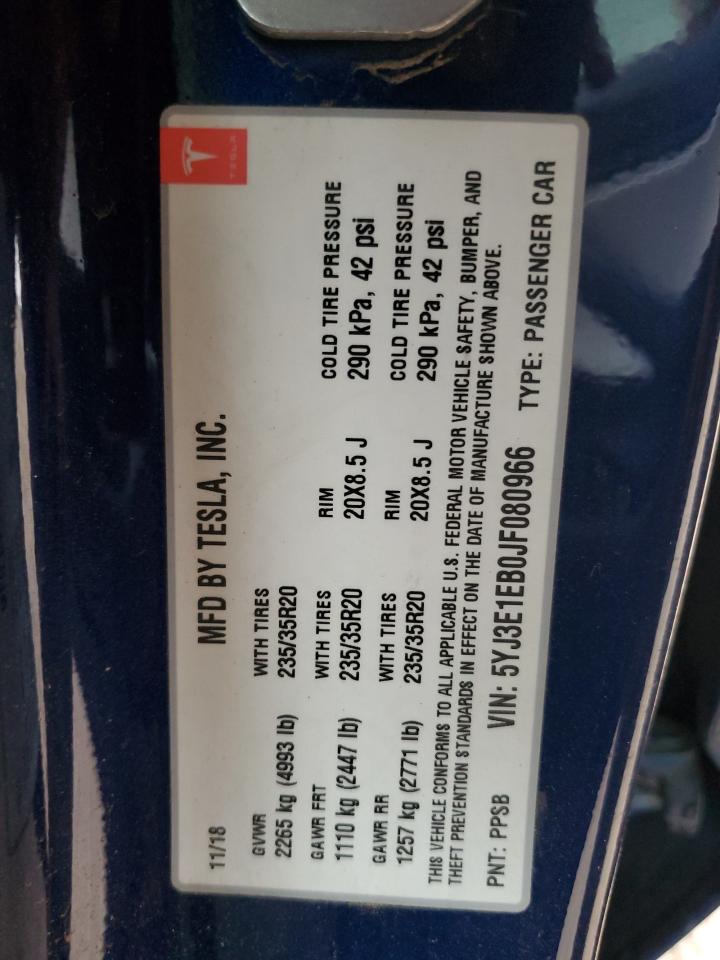 TESLA
11/18 MFD BY TESLA, INC.
GVWR WITH TIRES
2265 kg (4993 lb) 235/35R20
GAWR FRT WITH TIRES RIM COLD TIRE PRESSURE
1110 kg (2447 lb) 235/35R20 20X8.5 J 290 kPa, 42 psi
GAWR RR WITH TIRES RIM COLD TIRE PRESSURE
1257 kg (2771 lb) 235/35R20 20X8.5 J 290 kPa, 42 psi
THIS VEHICLE CONFORMS TO ALL APPLICABLE U.S. FEDERAL MOTOR VEHICLE SAFETY, BUMPER, AND
THEFT PREVENTION STANDARDS IN EFFECT ON THE DATE OF MANUFACTURE SHOWN ABOVE.
PNT: PPSB VIN: 5YJ3E1EB0JF080966 TYPE: PASSENGER CAR